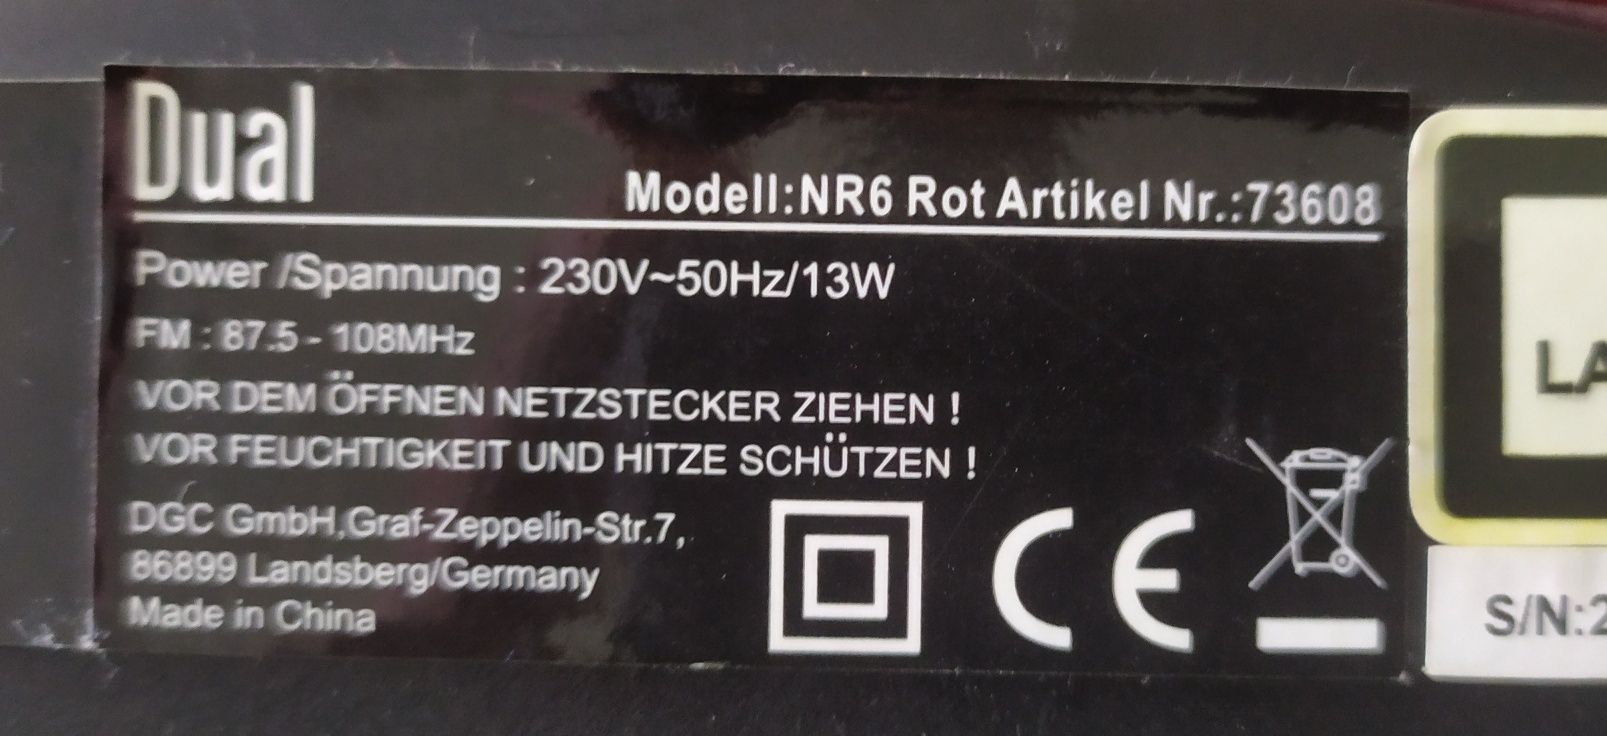 Dual
Modell:NR6 Rot Artikel Nr.:73608
Power /Spannung : 230V~50Hz/13W
FM : 87.5 - 108MHz
VOR DEM ÖFFNEN NETZSTECKER ZIEHEN !
VOR FEUCHTIGKEIT UND HITZE SCHÜTZEN !
DGC GmbH,Graf-Zeppelin-Str.7,
86899 Landsberg/Germany
Made in China
CE
LA
S/N:2